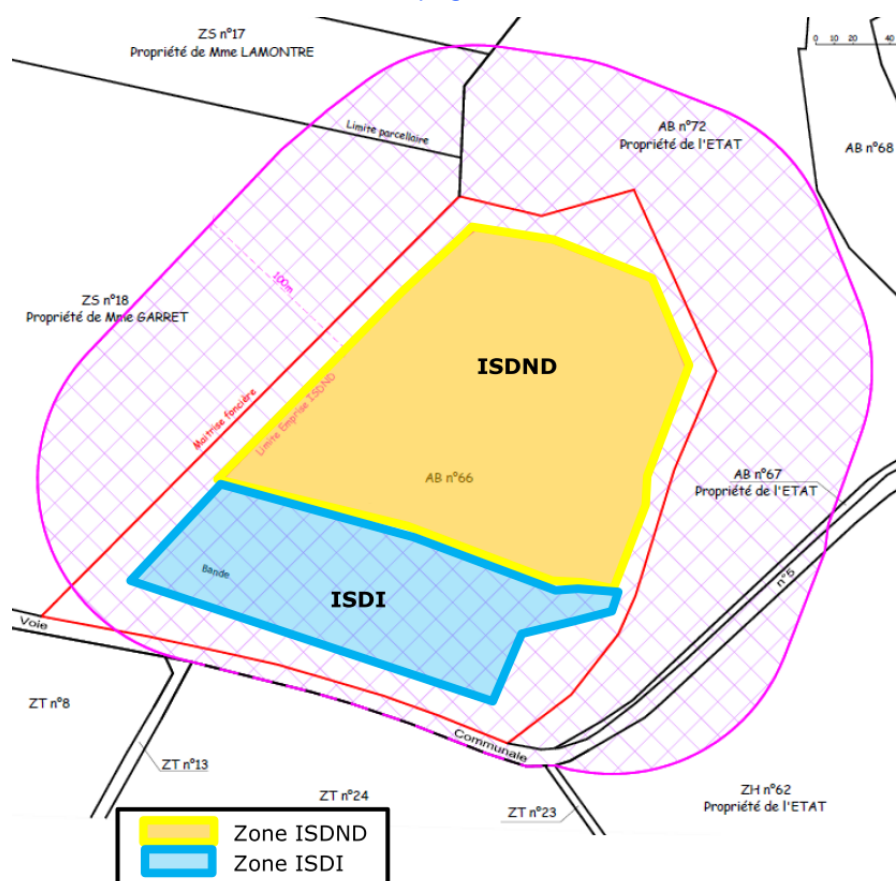 ZS n°17
Propriété de Mme LAMONTRE
0 10 20 40
Limite parcellaire
AB n°72
Propriété de l'ETAT
AB n°68
100m
ZS n°18
Propriété de Mme GARRET
ISDND
Maitrise foncière
Limite Emprise ISDND
AB n°66
AB n°67
Propriété de l'ETAT
Bande
n°5
ISDI
Voie
Communale
ZT n°8
ZT n°13
ZT n°24
ZT n°23
ZH n°62
Propriété de l'ETAT
Zone ISDND
Zone ISDI